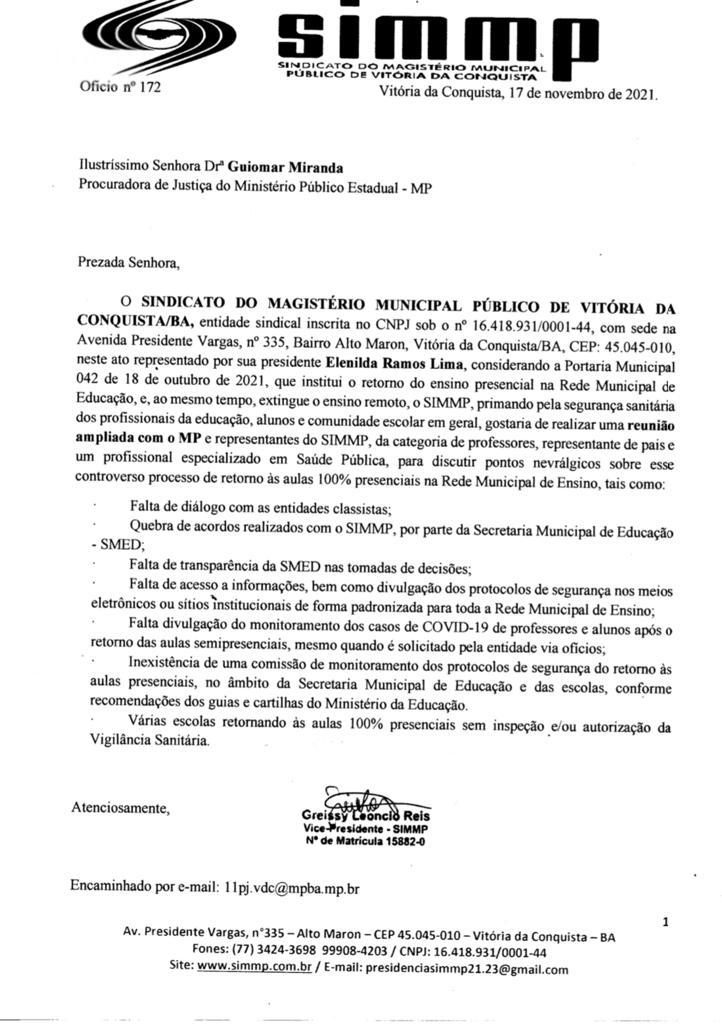 simmp
SINDICATO DO MAGISTÉRIO MUNICIPAL
PÚBLICO DE VITÓRIA DA CONQUISTA
Ofício nº 172
Vitória da Conquista, 17 de novembro de 2021.
Ilustríssimo Senhora Drª Guiomar Miranda
Procuradora de Justiça do Ministério Público Estadual - MP
Prezada Senhora,
O SINDICATO DO MAGISTÉRIO MUNICIPAL PÚBLICO DE VITÓRIA DA
CONQUISTA/BA, entidade sindical inscrita no CNPJ sob o nº 16.418.931/0001-44, com sede na
Avenida Presidente Vargas, nº 335, Bairro Alto Maron, Vitória da Conquista/BA, CEP: 45.045-010,
neste ato representado por sua presidente Elenilda Ramos Lima, considerando a Portaria Municipal
042 de 18 de outubro de 2021, que institui o retorno do ensino presencial na Rede Municipal de
Educação, e, ao mesmo tempo, extingue o ensino remoto, o SIMMP, primando pela segurança sanitária
dos profissionais da educação, alunos e comunidade escolar em geral, gostaria de realizar uma reunião
ampliada com o MP e representantes do SIMMP, da categoria de professores, representante de pais e
um profissional especializado em Saúde Pública, para discutir pontos nevrálgicos sobre esse
controverso processo de retorno às aulas 100% presenciais na Rede Municipal de Ensino, tais como:
· Falta de diálogo com as entidades classistas;
· Quebra de acordos realizados com o SIMMP, por parte da Secretaria Municipal de Educação
- SMED;
· Falta de transparência da SMED nas tomadas de decisões;
· Falta de acesso a informações, bem como divulgação dos protocolos de segurança nos meios
eletrônicos ou sítios institucionais de forma padronizada para toda a Rede Municipal de Ensino;
· Falta divulgação do monitoramento dos casos de COVID-19 de professores e alunos após o
retorno das aulas semipresenciais, mesmo quando é solicitado pela entidade via ofícios;
· Inexistência de uma comissão de monitoramento dos protocolos de segurança do retorno às
aulas presenciais, no âmbito da Secretaria Municipal de Educação e das escolas, conforme
recomendações dos guias e cartilhas do Ministério da Educação.
· Várias escolas retornando às aulas 100% presenciais sem inspeção e/ou autorização da
Vigilância Sanitária.
Atenciosamente,
Greissy Leoncio Reis
Vice-Presidente - SIMMP
Nº de Matrícula 15882-0
Encaminhado por e-mail: 11pj.vdc@mpba.mp.br
1
Av. Presidente Vargas, n°335 – Alto Maron – CEP 45.045-010 – Vitória da Conquista – BA
Fones: (77) 3424-3698 99908-4203 / CNPJ: 16.418.931/0001-44
Site: www.simmp.com.br / E-mail: presidenciasimmp21.23@gmail.com